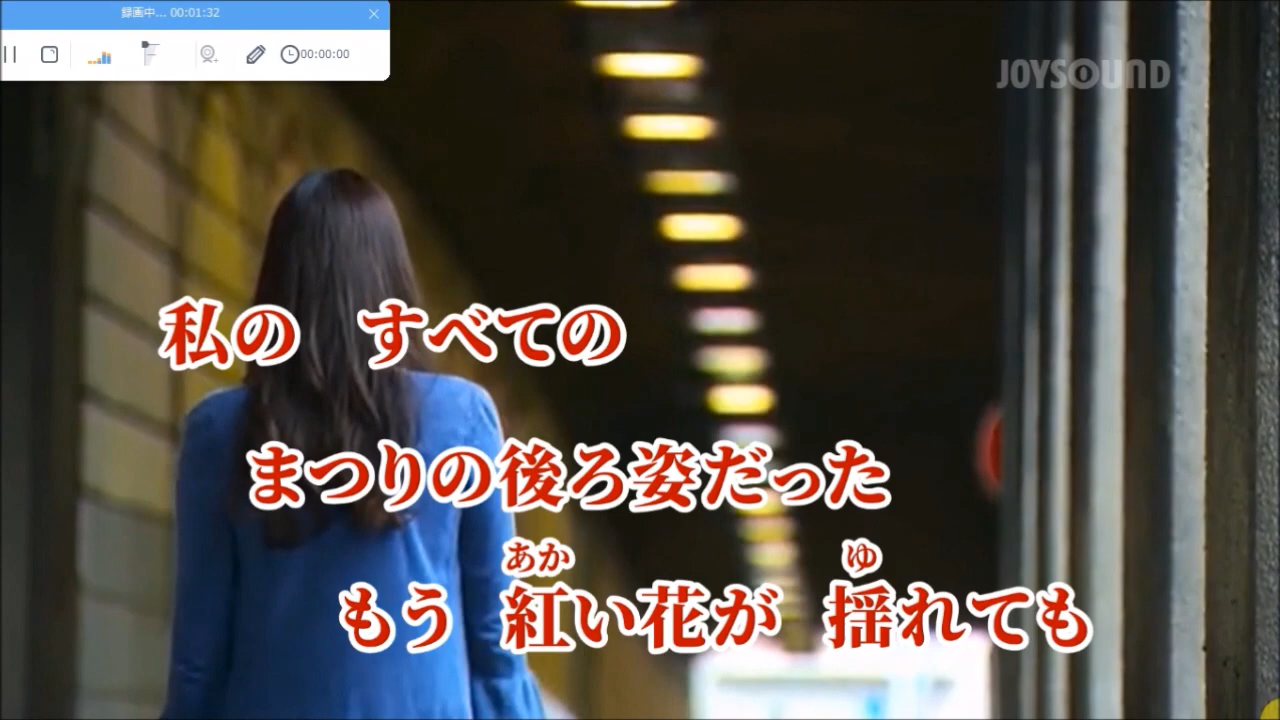 録画中... 00:01:32
00:00:00
JOYSOUND
私の　すべての
まつりの後ろ姿だった
あか　ゆ
もう　紅い花が　揺れても